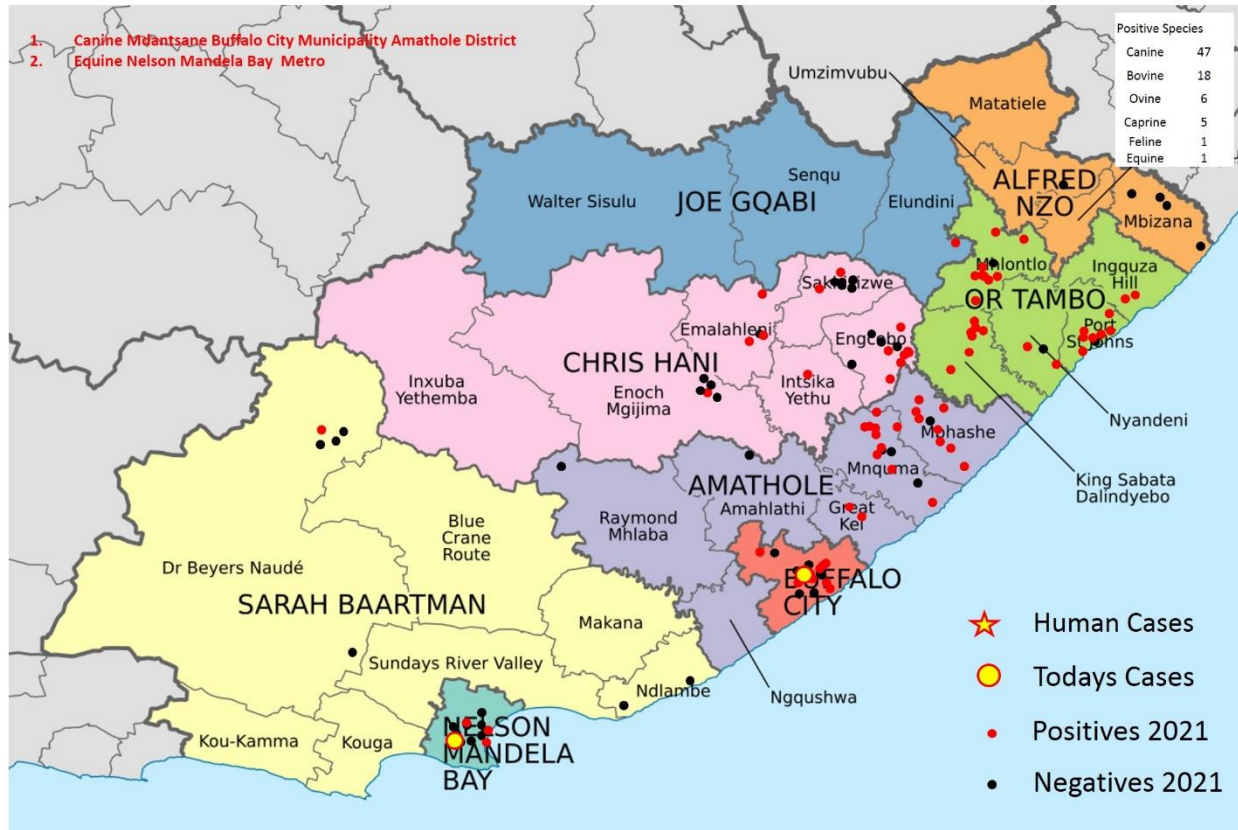 1. Canine Mdantsane Buffalo City Municipality Amathole District
2. Equine Nelson Mandela Bay Metro
Positive Species
Canine 47
Bovine 18
Ovine 6
Caprine 5
Feline 1
Equine 1
Umzimvubu
Matatiele
ALFRED
NZO
Mbizana
Senqu
Walter Sisulu
JOE GQABI
Elundini
Mhlontlo
Ingquza
Hill
OR TAMBO
Port
St Johns
Nyandeni
King Sabata
Dalindyebo
Sakhisizwe
Emalahleni
Engcobo
CHRIS HANI
Inxuba
Yethemba
Enoch
Mgijima
Intsika
Yethu
Mbhashe
Mnquma
AMATHOLE
Amahlathi
Great
Kei
Raymond
Mhlaba
Blue
Crane
Route
Dr Beyers Naudé
SARAH BAARTMAN
BUFFALO
CITY
Makana
Sundays River Valley
Ndlambe
Ngqushwa
NELSON
MANDELA
BAY
Kou-Kamma
Kouga
Human Cases
Todays Cases
Positives 2021
Negatives 2021